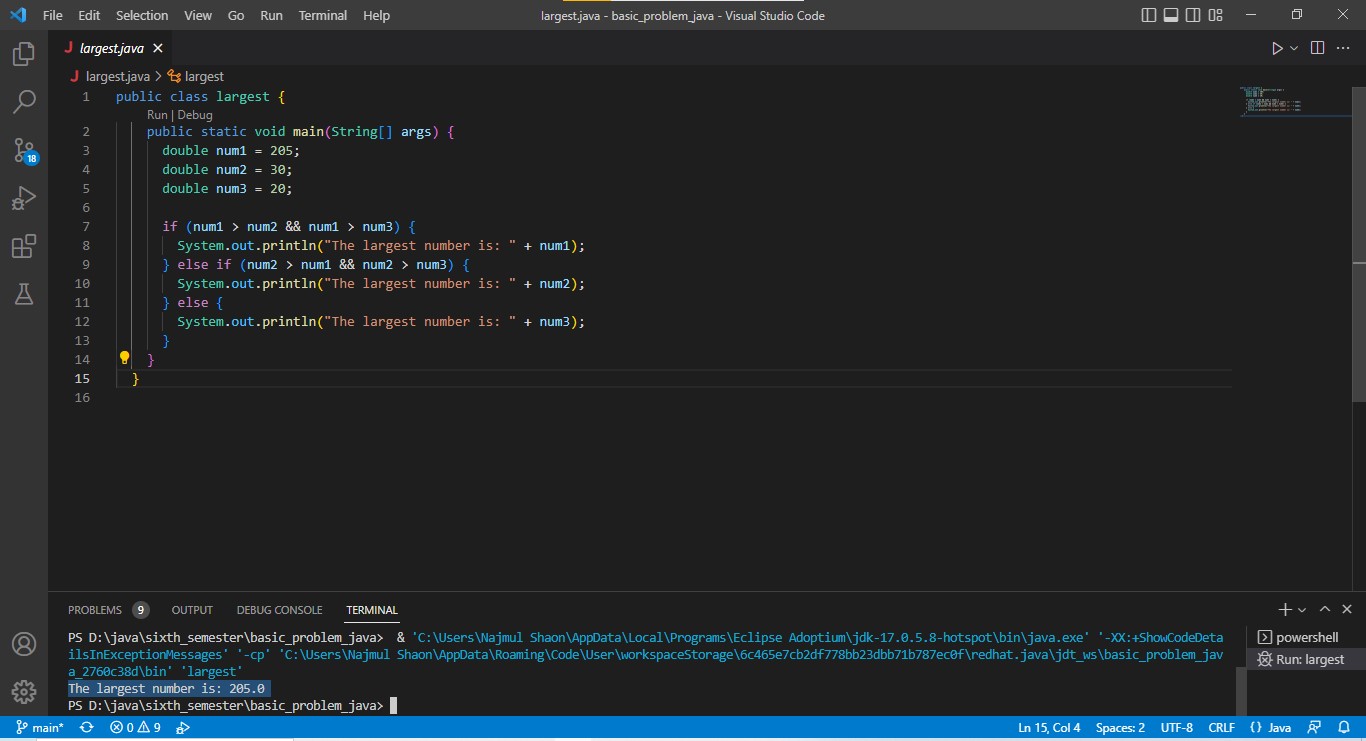 File Edit Selection View Go Run Terminal Help largest.java - basic_problem_java - Visual Studio Code
J largest.java
J largest.java > largest
1 public class largest {
Run | Debug
2 public static void main(String[] args) {
3 double num1 = 205;
4 double num2 = 30;
5 double num3 = 20;
6
7 if (num1 > num2 && num1 > num3) {
8 System.out.println("The largest number is: " + num1);
9 } else if (num2 > num1 && num2 > num3) {
10 System.out.println("The largest number is: " + num2);
11 } else {
12 System.out.println("The largest number is: " + num3);
13 }
14 }
15 }
16
18
PROBLEMS 9 OUTPUT DEBUG CONSOLE TERMINAL
PS D:\java\sixth_semester\basic_problem_java> & 'C:\Users\Najmul Shaon\AppData\Local\Programs\Eclipse Adoptium\jdk-17.0.5.8-hotspot\bin\java.exe' '-XX:+ShowCodeDeta
ilsInExceptionMessages' '-cp' 'C:\Users\Najmul Shaon\AppData\Roaming\Code\User\workspaceStorage\6c465e7cb2df778bb23dbb71b787ec0f\redhat.java\jdt_ws\basic_problem_jav
a_2760c38d\bin' 'largest'
The largest number is: 205.0
PS D:\java\sixth_semester\basic_problem_java>
powershell
Run: largest
main* 0 9 Ln 15, Col 4 Spaces: 2 UTF-8 CRLF {} Java